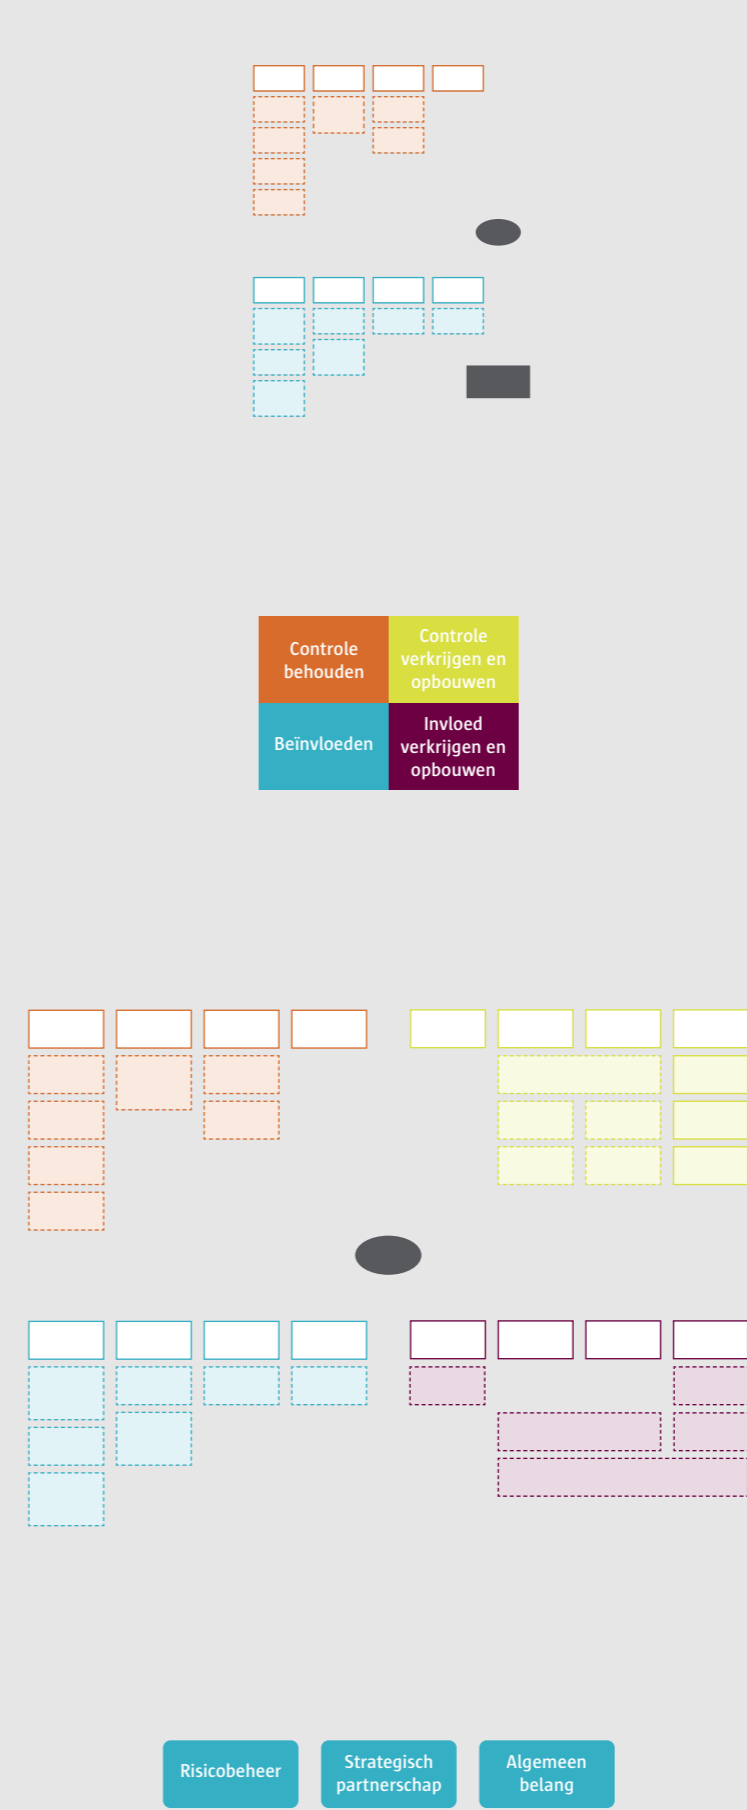 Controle
behouden
Controle
verkrijgen en
opbouwen
Beïnvloeden
Invloed
verkrijgen en
opbouwen
Risicobeheer
Strategisch
partnerschap
Algemeen
belang